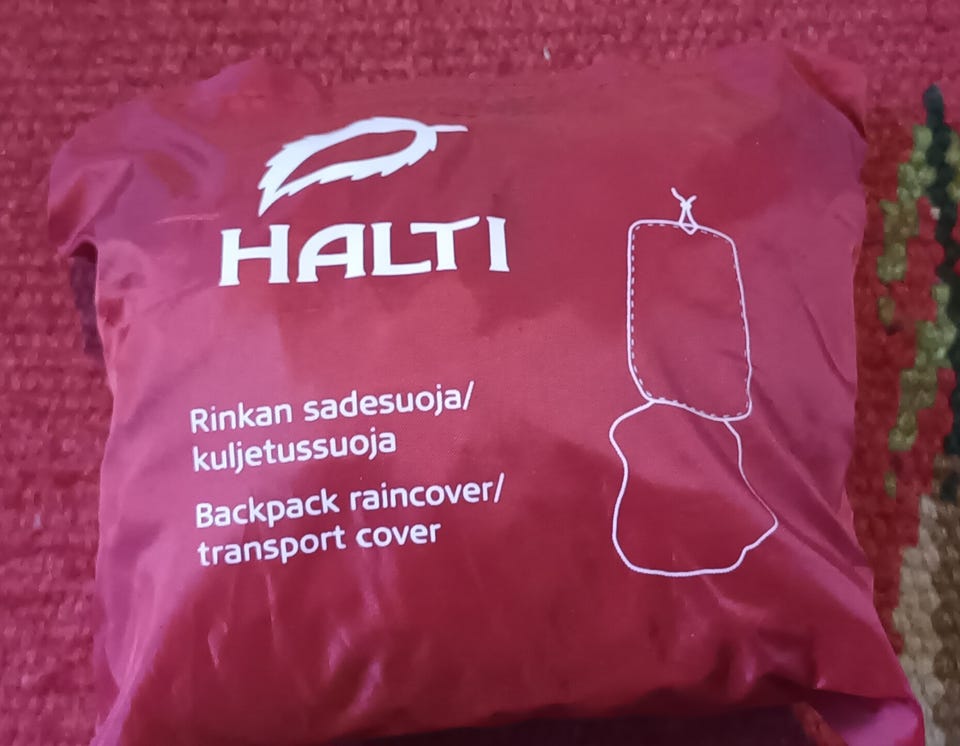 HALTI
Rinkan sadesuoja/
kuljetussuoja
Backpack raincover/
transport cover